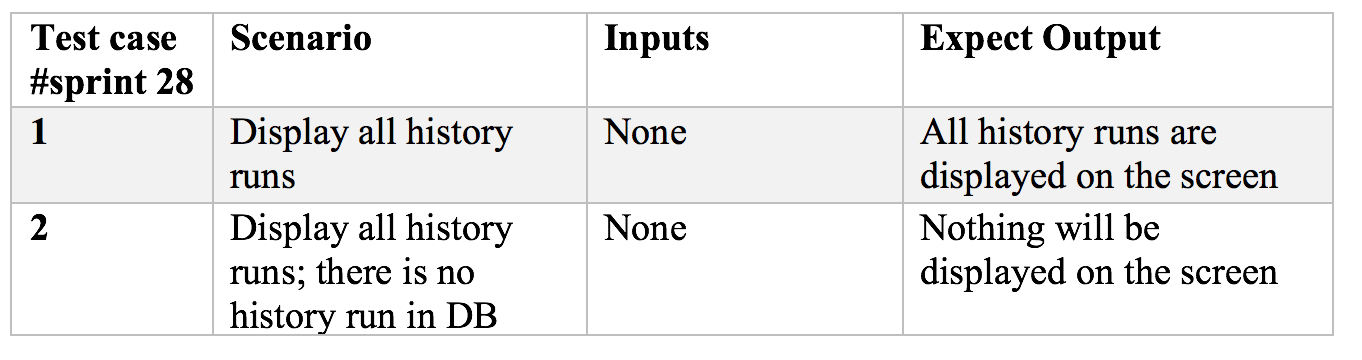 Test case
#sprint 28
Scenario
Inputs
Expect Output
1
Display all history
runs
None
All history runs are
displayed on the screen
2
Display all history
runs; there is no
history run in DB
None
Nothing will be
displayed on the screen